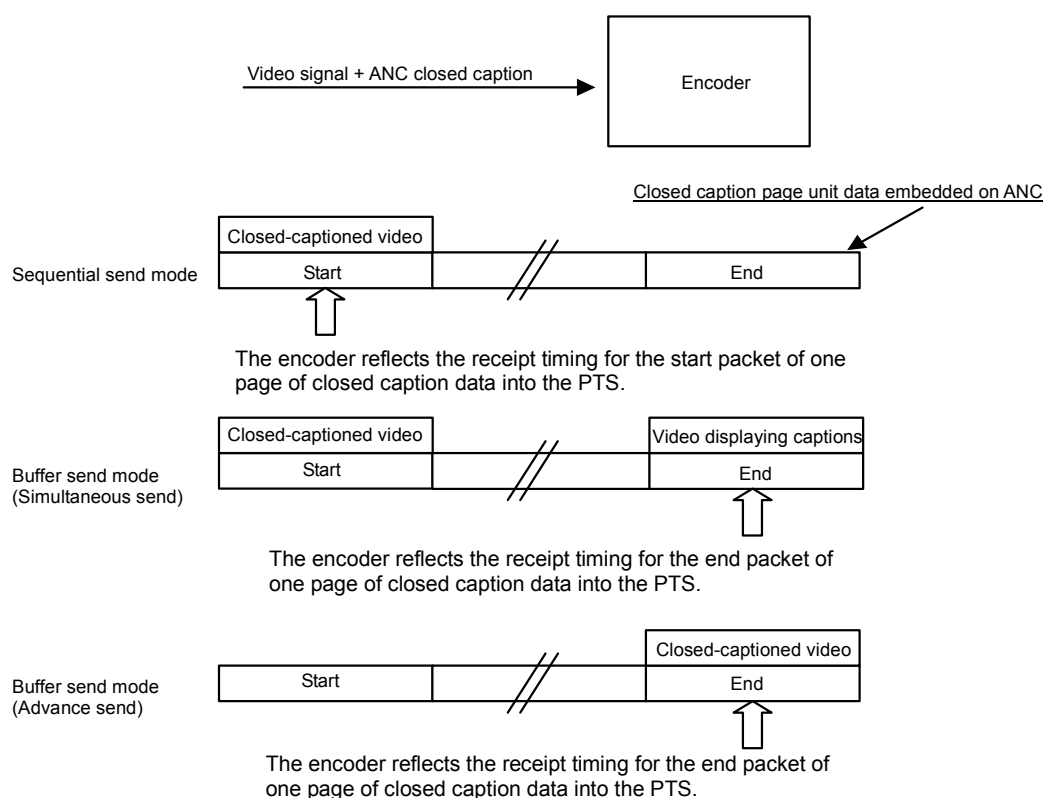 Video signal + ANC closed caption
Encoder
Closed caption page unit data embedded on ANC
Closed-captioned video
Sequential send mode
Start
End
The encoder reflects the receipt timing for the start packet of one
page of closed caption data into the PTS.
Closed-captioned video
Video displaying captions
Buffer send mode
(Simultaneous send)
Start
End
The encoder reflects the receipt timing for the end packet of
one page of closed caption data into the PTS.
Closed-captioned video
Buffer send mode
(Advance send)
Start
End
The encoder reflects the receipt timing for the end packet of
one page of closed caption data into the PTS.